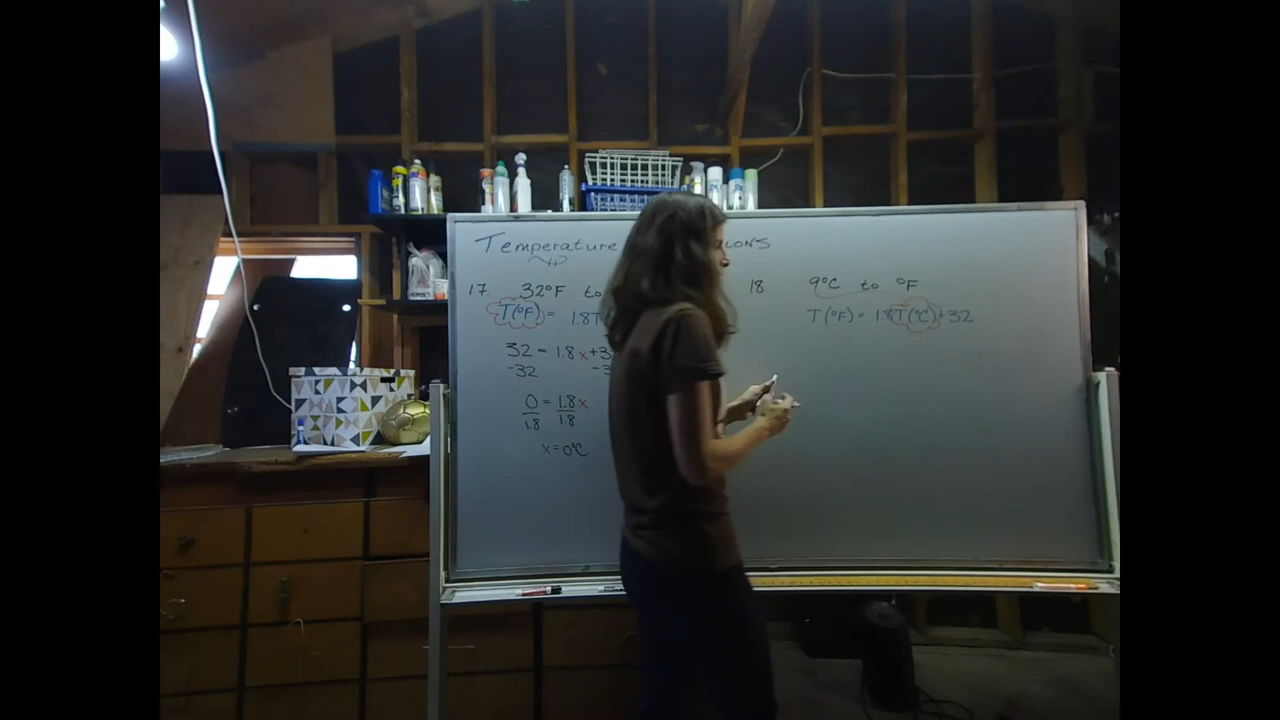 Temperature
17. 32°F to
T(°F) = 1.8T
32 = 1.8x + 3
-32 -3
0 = 1.8x
1.8 1.8
x = 0°C
18 9°C to °F
T(°F) = 1.8T(°C) + 32